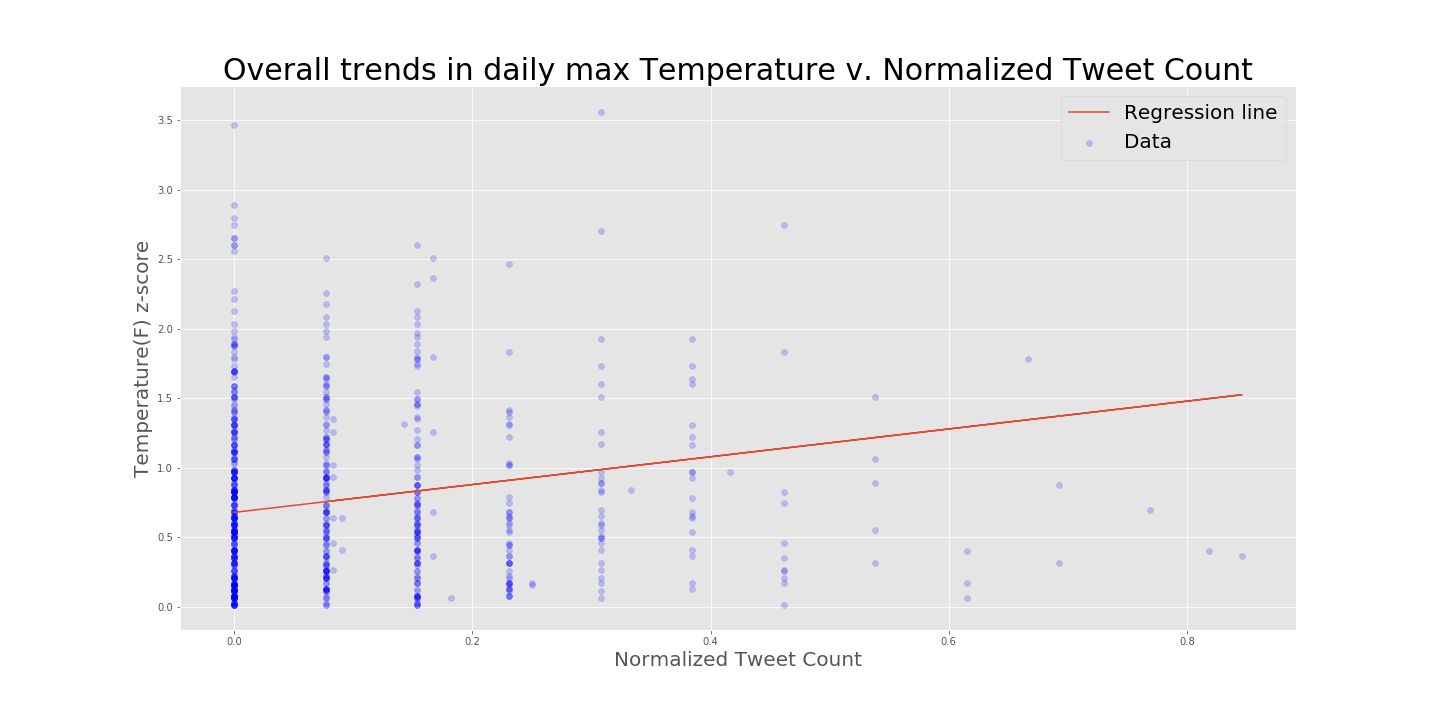 Overall trends in daily max Temperature v. Normalized Tweet Count
Regression line
Data
Temperature(F) z-score
3.5
3.0
2.5
2.0
1.5
1.0
0.5
0.0
0.0 0.2 0.4 0.6 0.8
Normalized Tweet Count